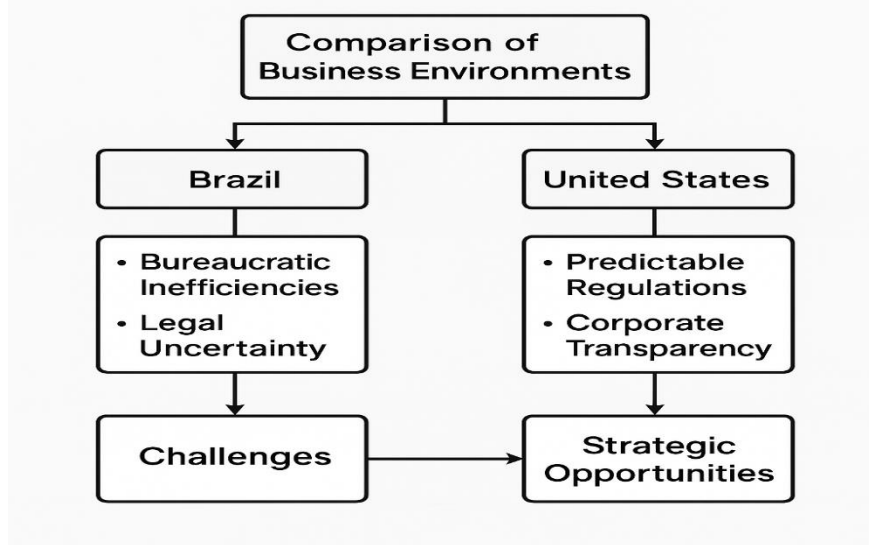 Comparison of
Business Environments
Brazil
United States
• Bureaucratic
Inefficiencies
• Legal
Uncertainty
• Predictable
Regulations
• Corporate
Transparency
Challenges
Strategic
Opportunities